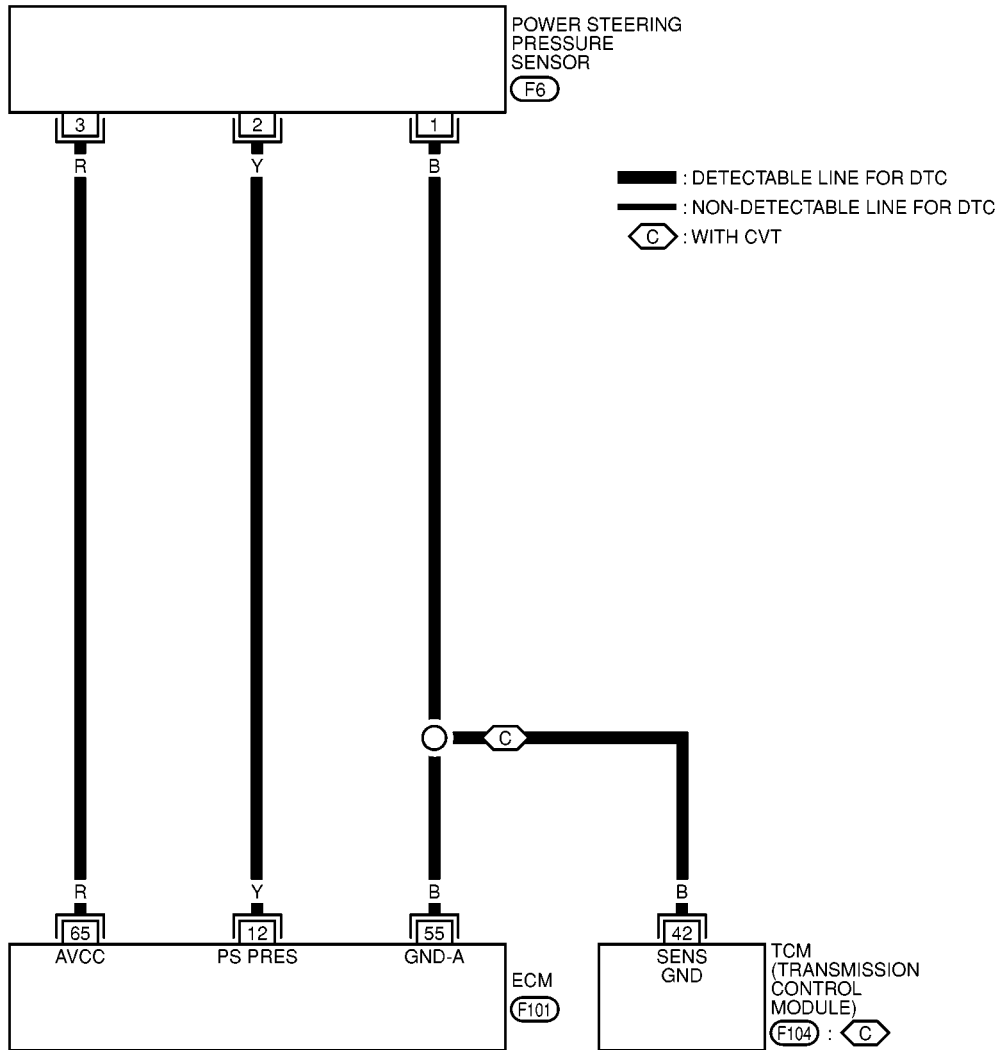 POWER STEERING
PRESSURE
SENSOR
F6
3 2 1
R Y B
: DETECTABLE LINE FOR DTC
: NON-DETECTABLE LINE FOR DTC
C : WITH CVT
C
R Y B B
65 12 55 42
AVCC PS PRES GND-A SENS
GND
ECM
F101
TCM
(TRANSMISSION
CONTROL
MODULE)
F104 : C